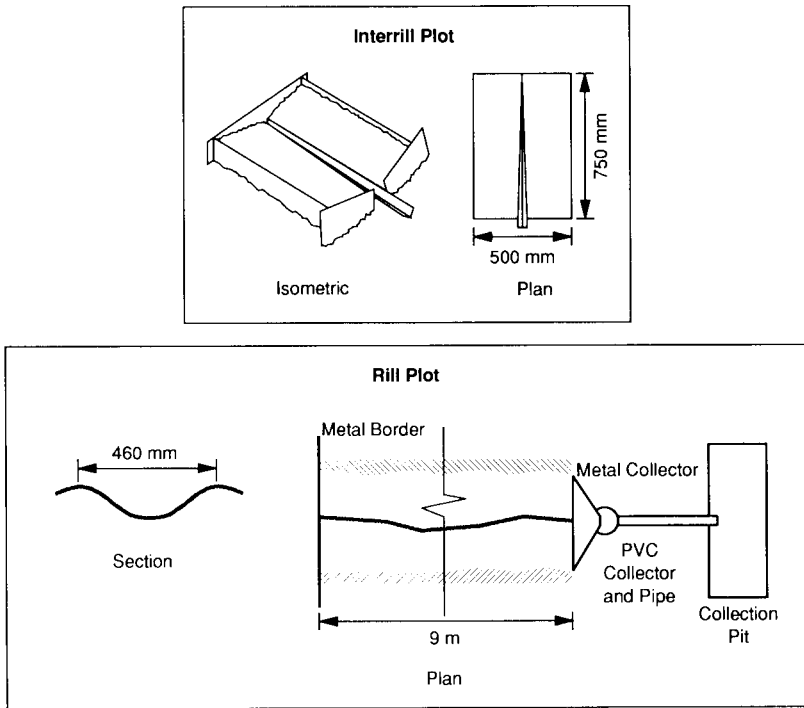 Interrill Plot
750 mm
500 mm
Isometric
Plan
Rill Plot
Metal Border
460 mm
Metal Collector
Section
PVC
Collector
and Pipe
Collection
Pit
9 m
Plan